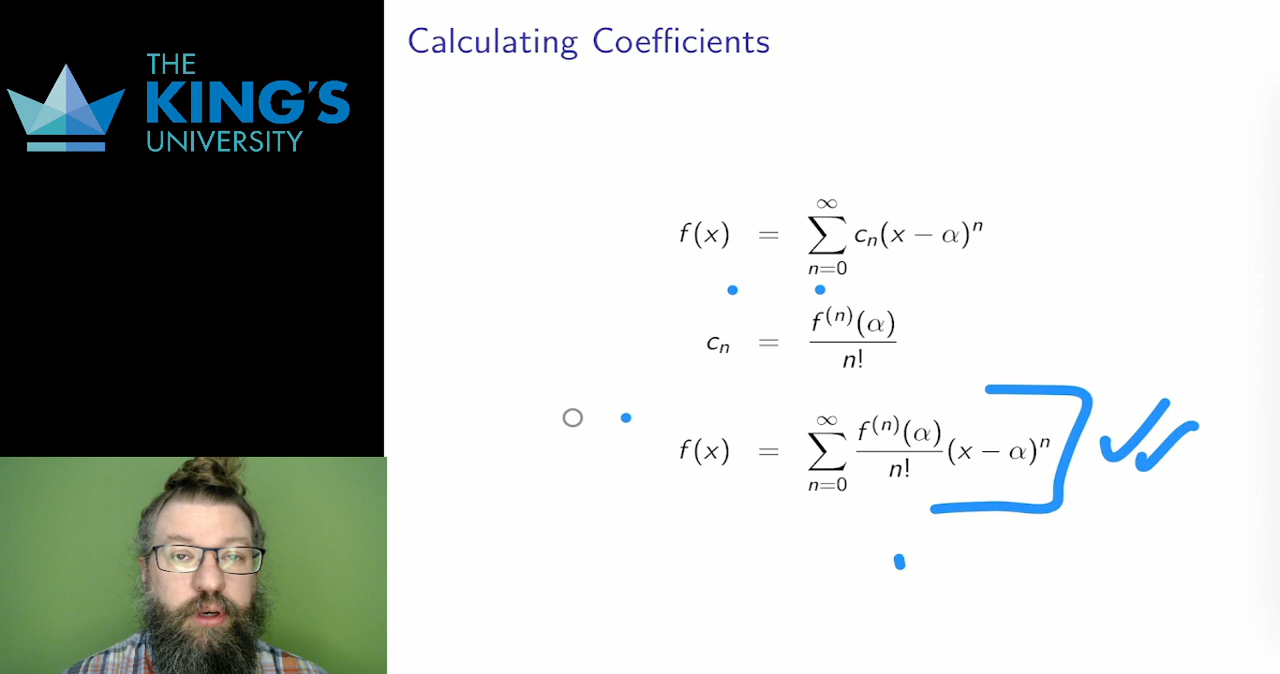 THE
KING'S
UNIVERSITY
Calculating Coefficients
f(x) = ∑_{n=0}^{∞} c_n(x − α)^n
c_n = f^{(n)}(α) / n!
f(x) = ∑_{n=0}^{∞} f^{(n)}(α) / n! (x − α)^n